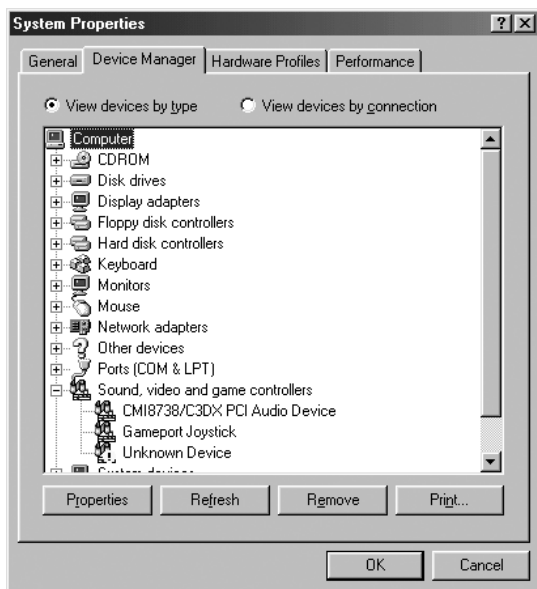 System Properties
General Device Manager Hardware Profiles Performance
View devices by type View devices by connection
Computer
CDROM
Disk drives
Display adapters
Floppy disk controllers
Hard disk controllers
Keyboard
Monitors
Mouse
Network adapters
Other devices
Ports (COM & LPT)
Sound, video and game controllers
CMI8738/C3DX PCI Audio Device
Gameport Joystick
Unknown Device
System devices
Properties Refresh Remove Print...
OK Cancel